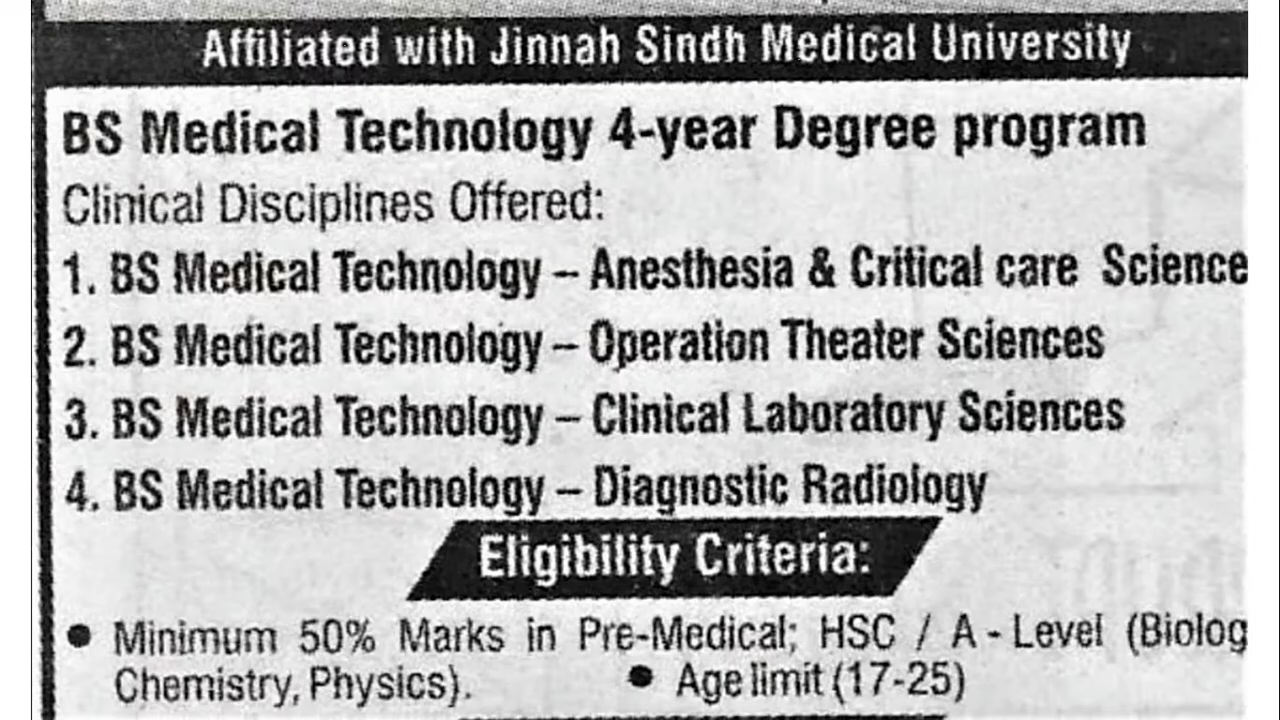 Affiliated with Jinnah Sindh Medical University
BS Medical Technology 4-year Degree program
Clinical Disciplines Offered:
1. BS Medical Technology – Anesthesia & Critical care Science
2. BS Medical Technology – Operation Theater Sciences
3. BS Medical Technology – Clinical Laboratory Sciences
4. BS Medical Technology – Diagnostic Radiology
Eligibility Criteria:
● Minimum 50% Marks in Pre-Medical; HSC / A - Level (Biolog
Chemistry, Physics). ● Age limit (17-25)